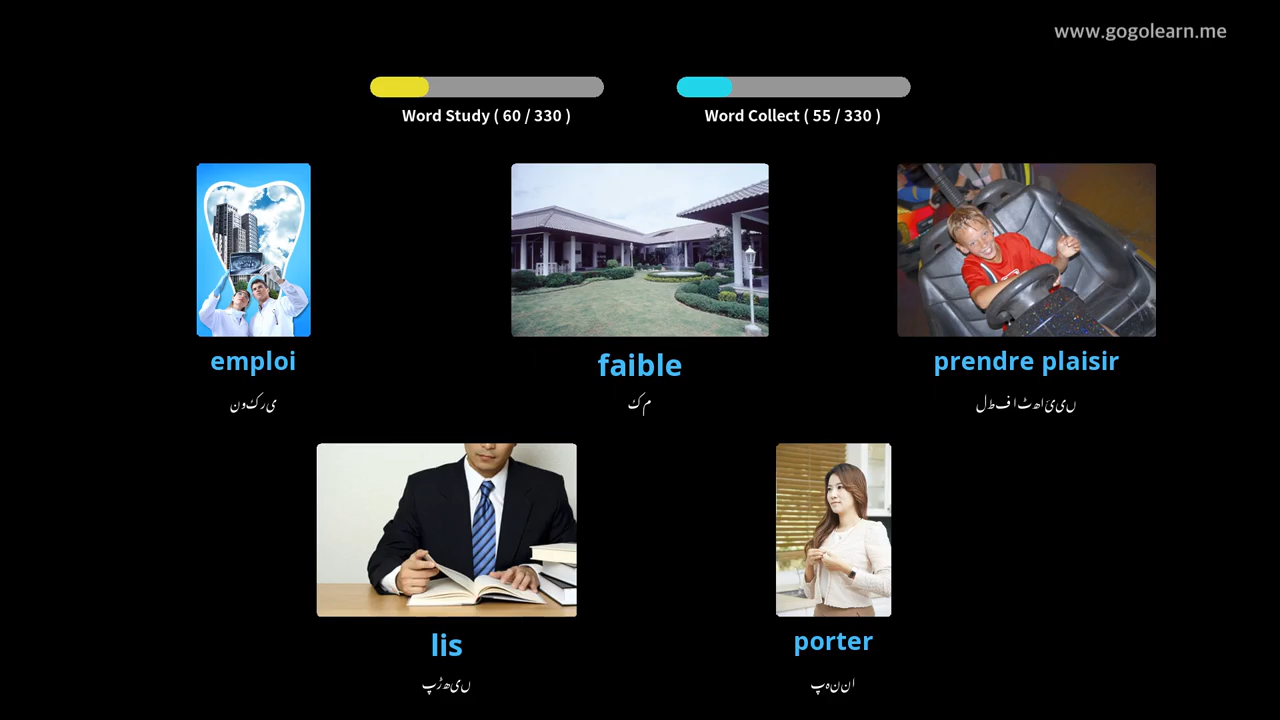 www.gogolearn.me
Word Study ( 60 / 330 )
Word Collect ( 55 / 330 )
emploi
faible
prendre plaisir
نوکری
کم
لطف اٹھائیں
lis
porter
پڑھیں
پہننا